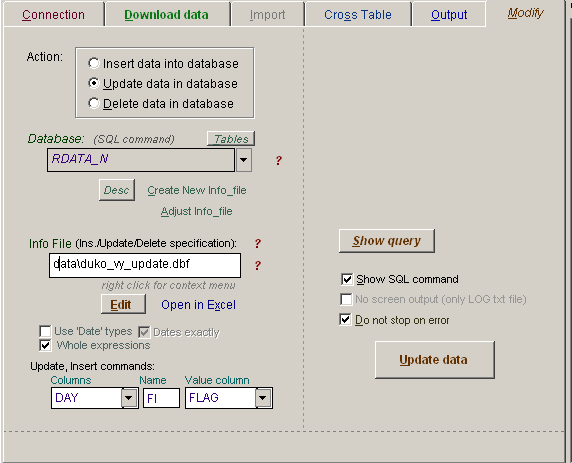 Connection Download data Import Cross Table Output Modify
Action:
Insert data into database
Update data in database
Delete data in database
Database: (SQL command) Tables
RDATA_N ?
Desc Create New Info_file
Adjust Info_file
Info File (Ins./Update/Delete specification): ?
data\duko_vy_update.dbf ?
right click for context menu
Edit Open in Excel
Use 'Date' types Dates exactly
Whole expressions
Update, Insert commands:
Columns Name Value column
DAY FI FLAG
Show query
Show SQL command
No screen output (only LOG txt file)
Do not stop on error
Update data